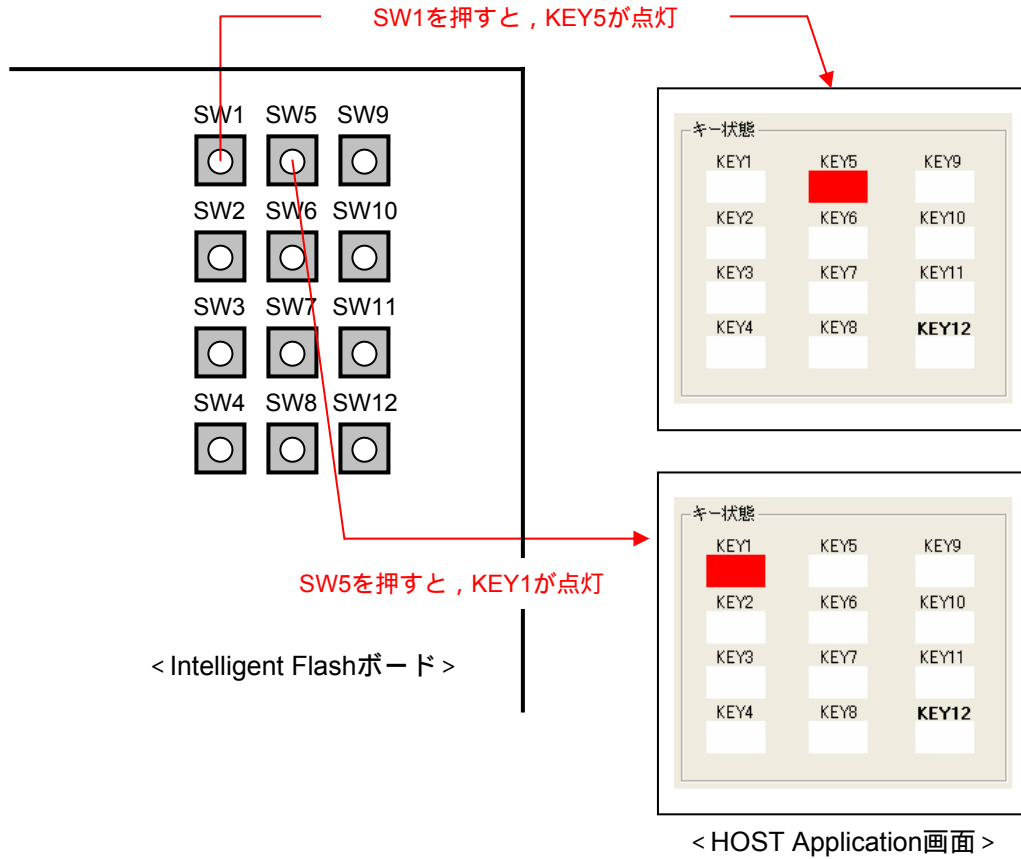 SW1を押すと，KEY5が点灯
SW1 SW5 SW9
SW2 SW6 SW10
SW3 SW7 SW11
SW4 SW8 SW12
SW5を押すと，KEY1が点灯
＜Intelligent Flashボード＞
キー状態
KEY1 KEY5 KEY9
KEY2 KEY6 KEY10
KEY3 KEY7 KEY11
KEY4 KEY8 KEY12
キー状態
KEY1 KEY5 KEY9
KEY2 KEY6 KEY10
KEY3 KEY7 KEY11
KEY4 KEY8 KEY12
＜HOST Application画面＞